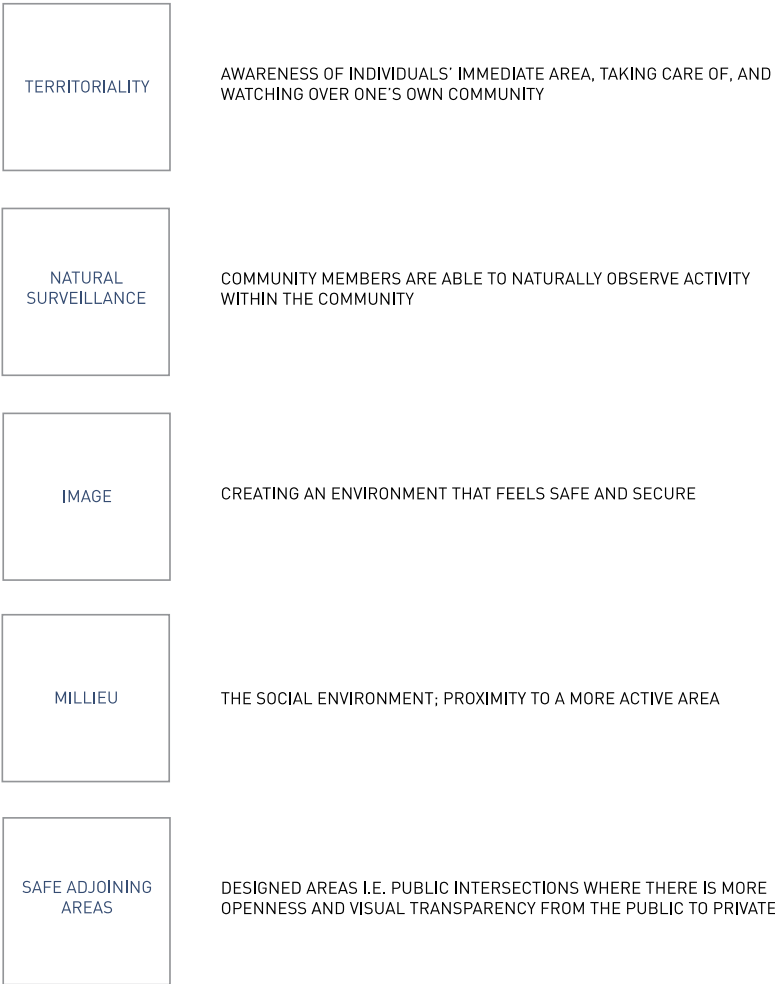 TERRITORIALITY
AWARENESS OF INDIVIDUALS' IMMEDIATE AREA, TAKING CARE OF, AND
WATCHING OVER ONE'S OWN COMMUNITY
NATURAL
SURVEILLANCE
COMMUNITY MEMBERS ARE ABLE TO NATURALLY OBSERVE ACTIVITY
WITHIN THE COMMUNITY
IMAGE
CREATING AN ENVIRONMENT THAT FEELS SAFE AND SECURE
MILLIEU
THE SOCIAL ENVIRONMENT; PROXIMITY TO A MORE ACTIVE AREA
SAFE ADJOINING
AREAS
DESIGNED AREAS I.E. PUBLIC INTERSECTIONS WHERE THERE IS MORE
OPENNESS AND VISUAL TRANSPARENCY FROM THE PUBLIC TO PRIVATE